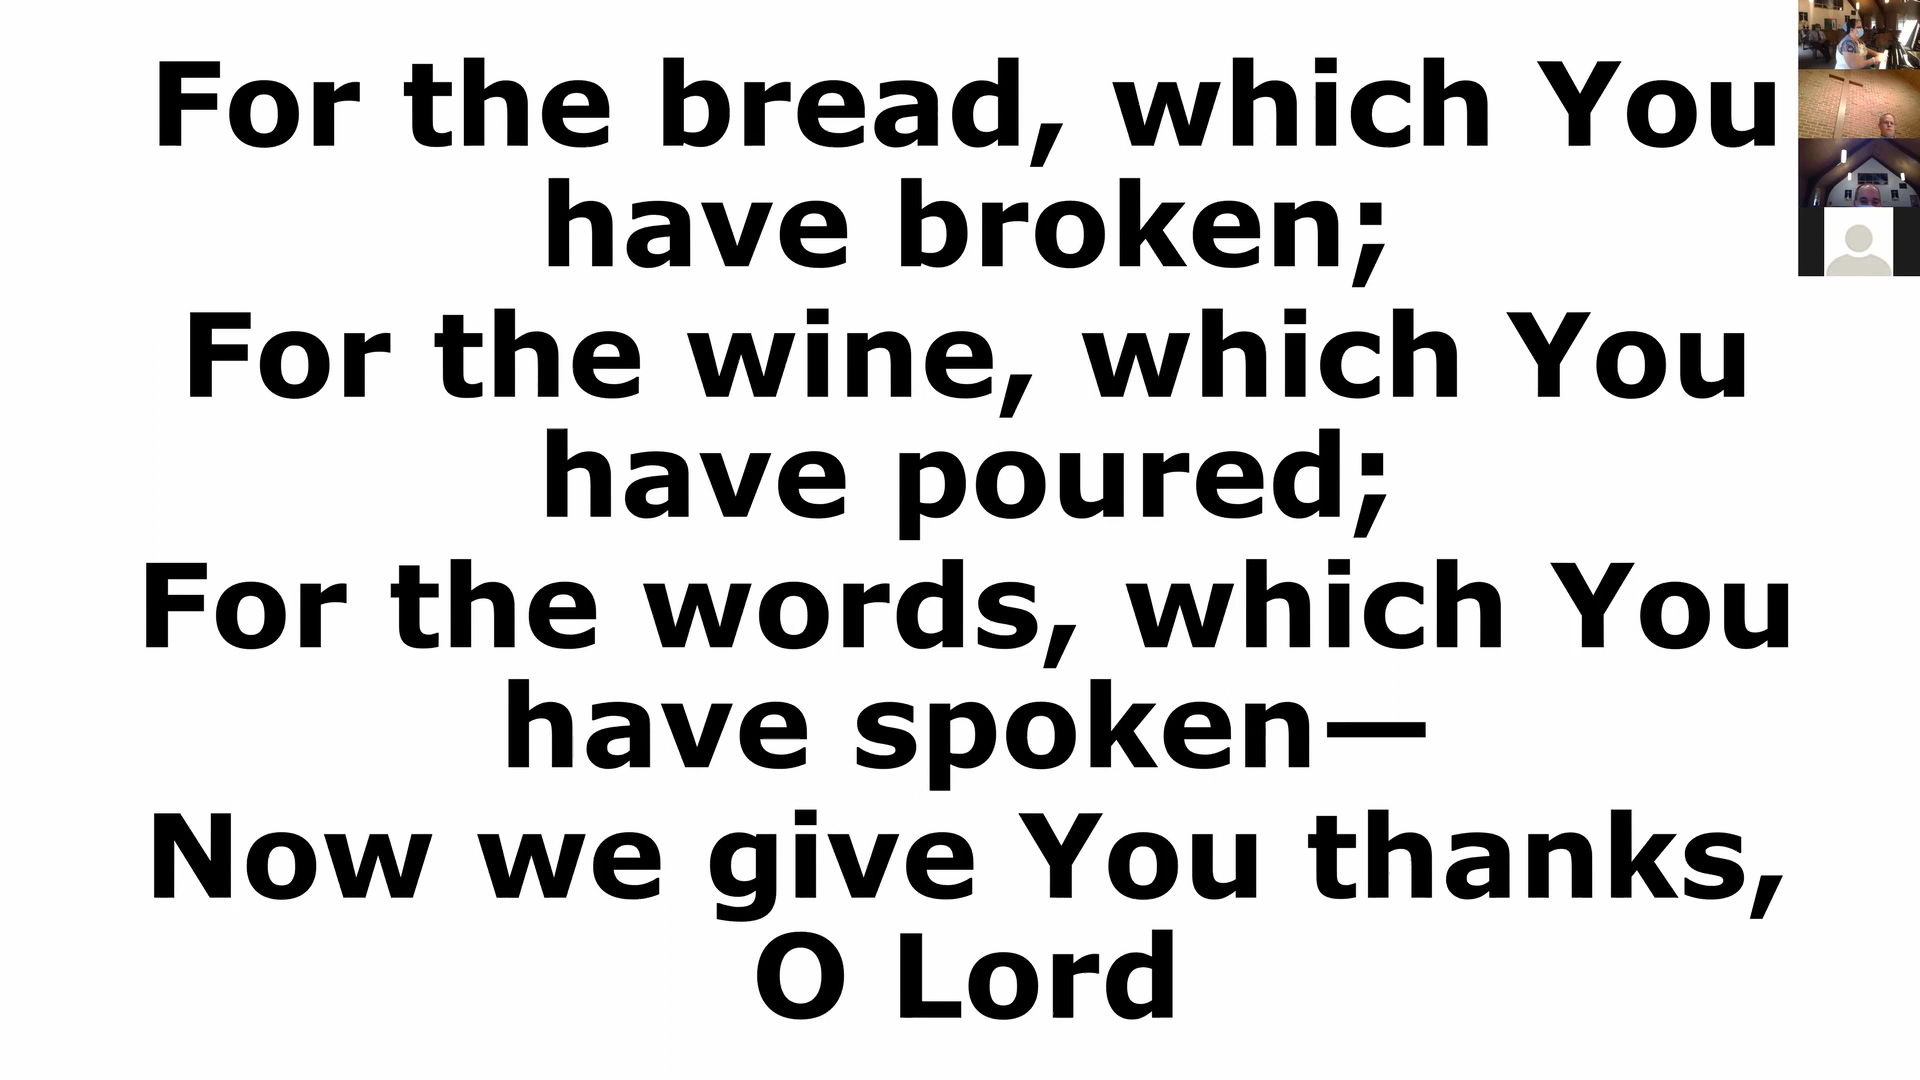 For the bread, which You
have broken;
For the wine, which You
have poured;
For the words, which You
have spoken—
Now we give You thanks,
O Lord